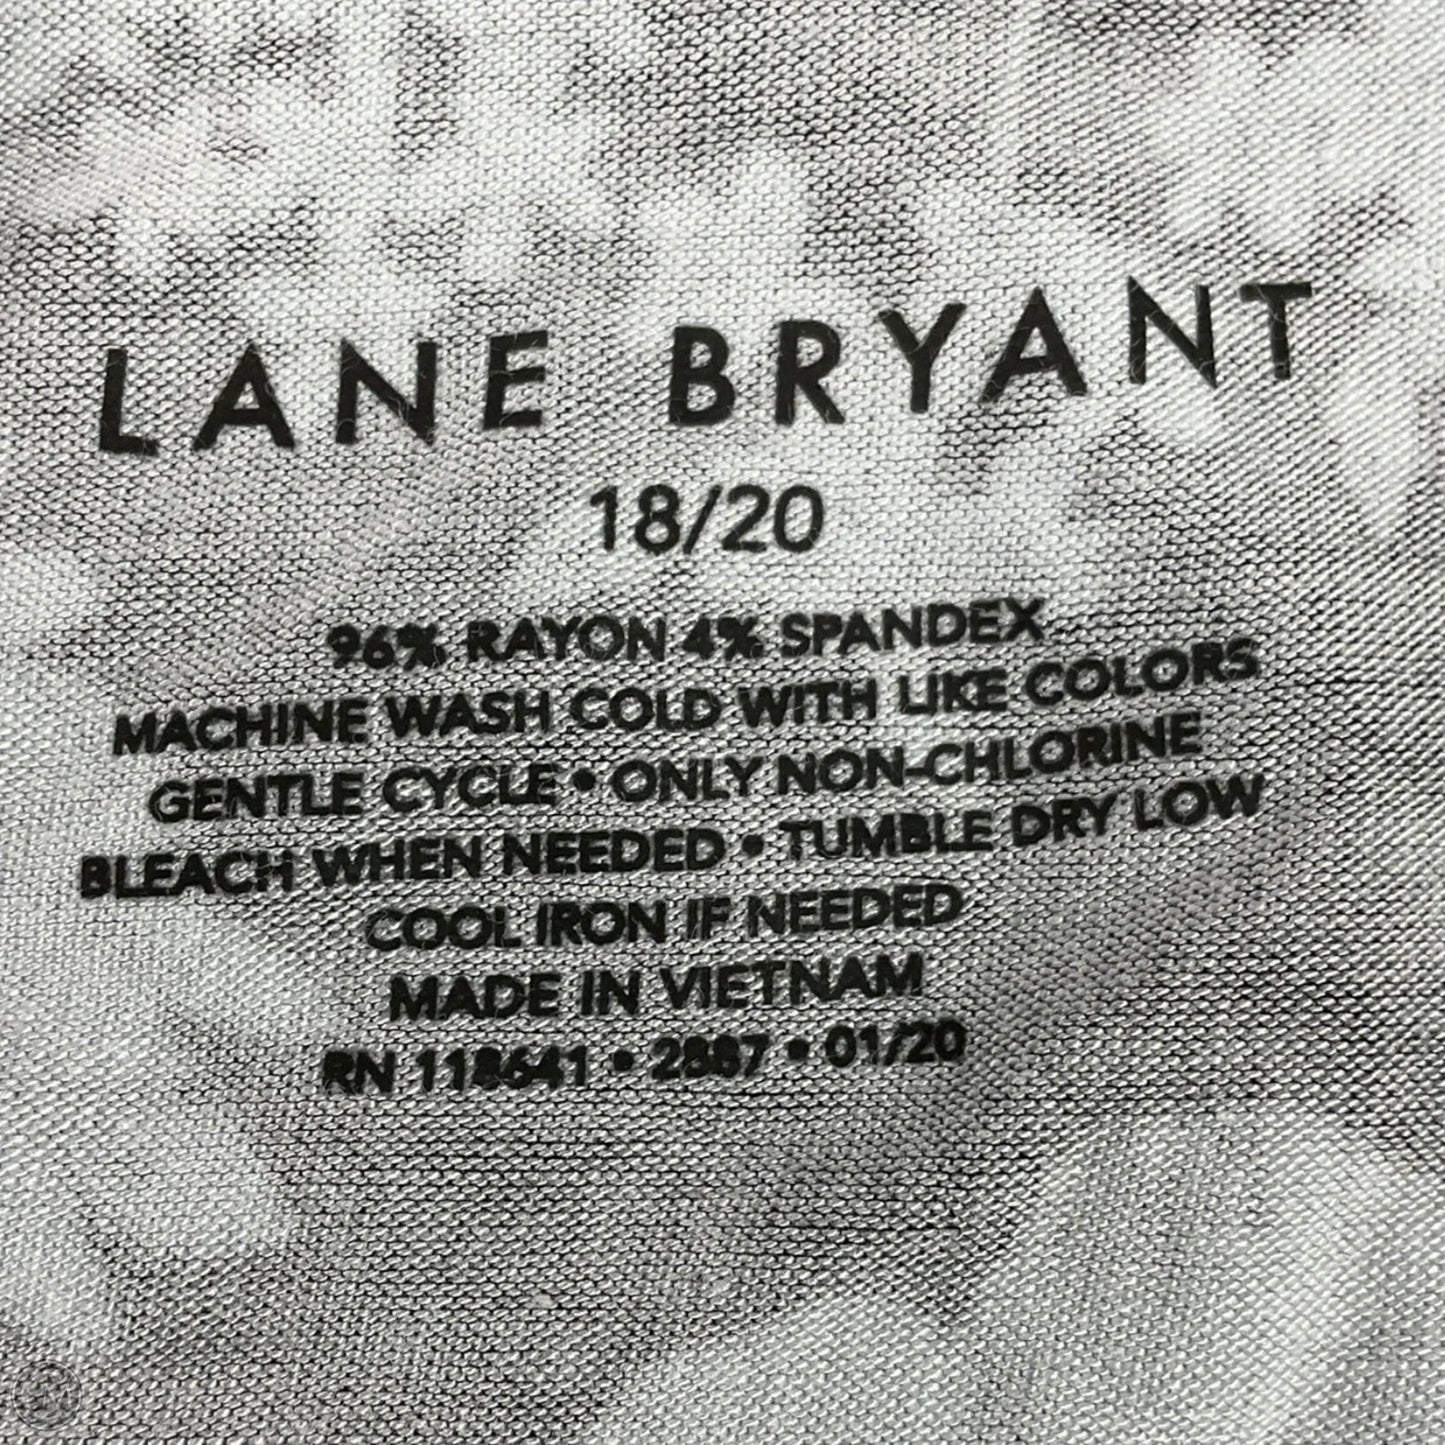 LANE BRYANT
18/20
96% RAYON 4% SPANDEX
MACHINE WASH COLD WITH LIKE COLORS
GENTLE CYCLE • ONLY NON-CHLORINE
BLEACH WHEN NEEDED • TUMBLE DRY LOW
COOL IRON IF NEEDED
MADE IN VIETNAM
RN 118641 • 2887 • 01/20